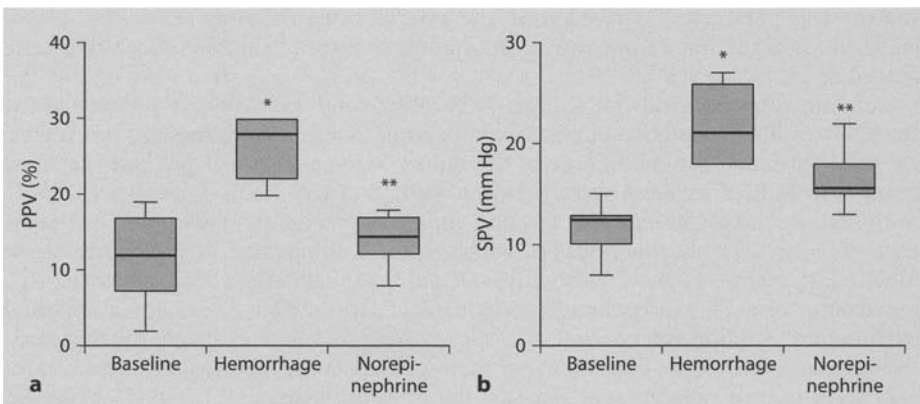 PPV (%)
40
30
20
10
0
*
**
Baseline
Hemorrhage
Norepi-
nephrine
a
SPV (mm Hg)
30
20
10
0
*
**
Baseline
Hemorrhage
Norepi-
nephrine
b